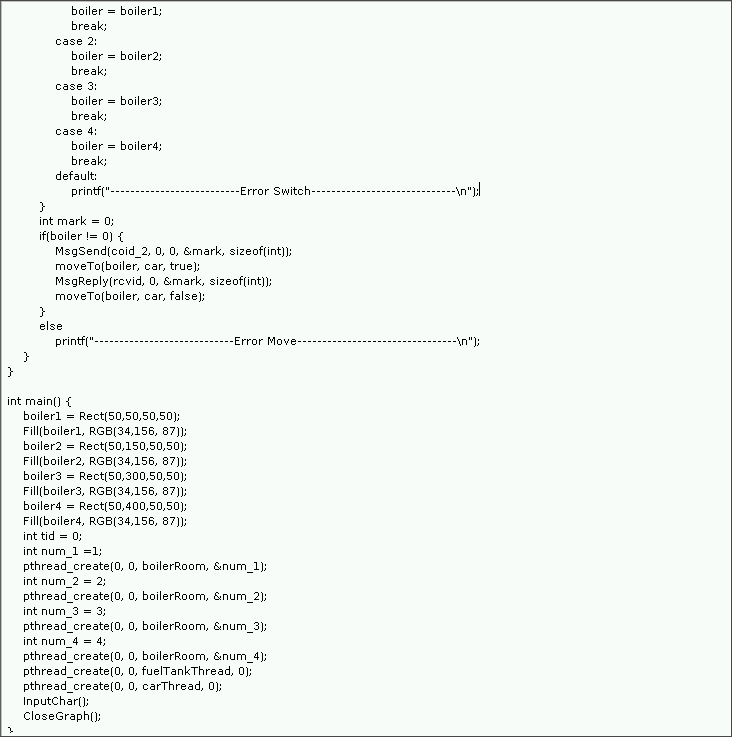 boiler = boiler1;
break;
case 2:
boiler = boiler2;
break;
case 3:
boiler = boiler3;
break;
case 4:
boiler = boiler4;
break;
default:
printf("--------------------------Error Switch-----------------------------\n");
}
int mark = 0;
if(boiler != 0) {
MsgSend(coid_2, 0, 0, &mark, sizeof(int));
moveTo(boiler, car, true);
MsgReply(rcvid, 0, &mark, sizeof(int));
moveTo(boiler, car, false);
}
else
printf("----------------------------Error Move--------------------------------\n");
}
}

int main() {
boiler1 = Rect(50,50,50,50);
Fill(boiler1, RGB(34,156, 87));
boiler2 = Rect(50,150,50,50);
Fill(boiler2, RGB(34,156, 87));
boiler3 = Rect(50,300,50,50);
Fill(boiler3, RGB(34,156, 87));
boiler4 = Rect(50,400,50,50);
Fill(boiler4, RGB(34,156, 87));
int tid = 0;
int num_1 =1;
pthread_create(0, 0, boilerRoom, &num_1);
int num_2 = 2;
pthread_create(0, 0, boilerRoom, &num_2);
int num_3 = 3;
pthread_create(0, 0, boilerRoom, &num_3);
int num_4 = 4;
pthread_create(0, 0, boilerRoom, &num_4);
pthread_create(0, 0, fuelTankThread, 0);
pthread_create(0, 0, carThread, 0);
InputChar();
CloseGraph();
}